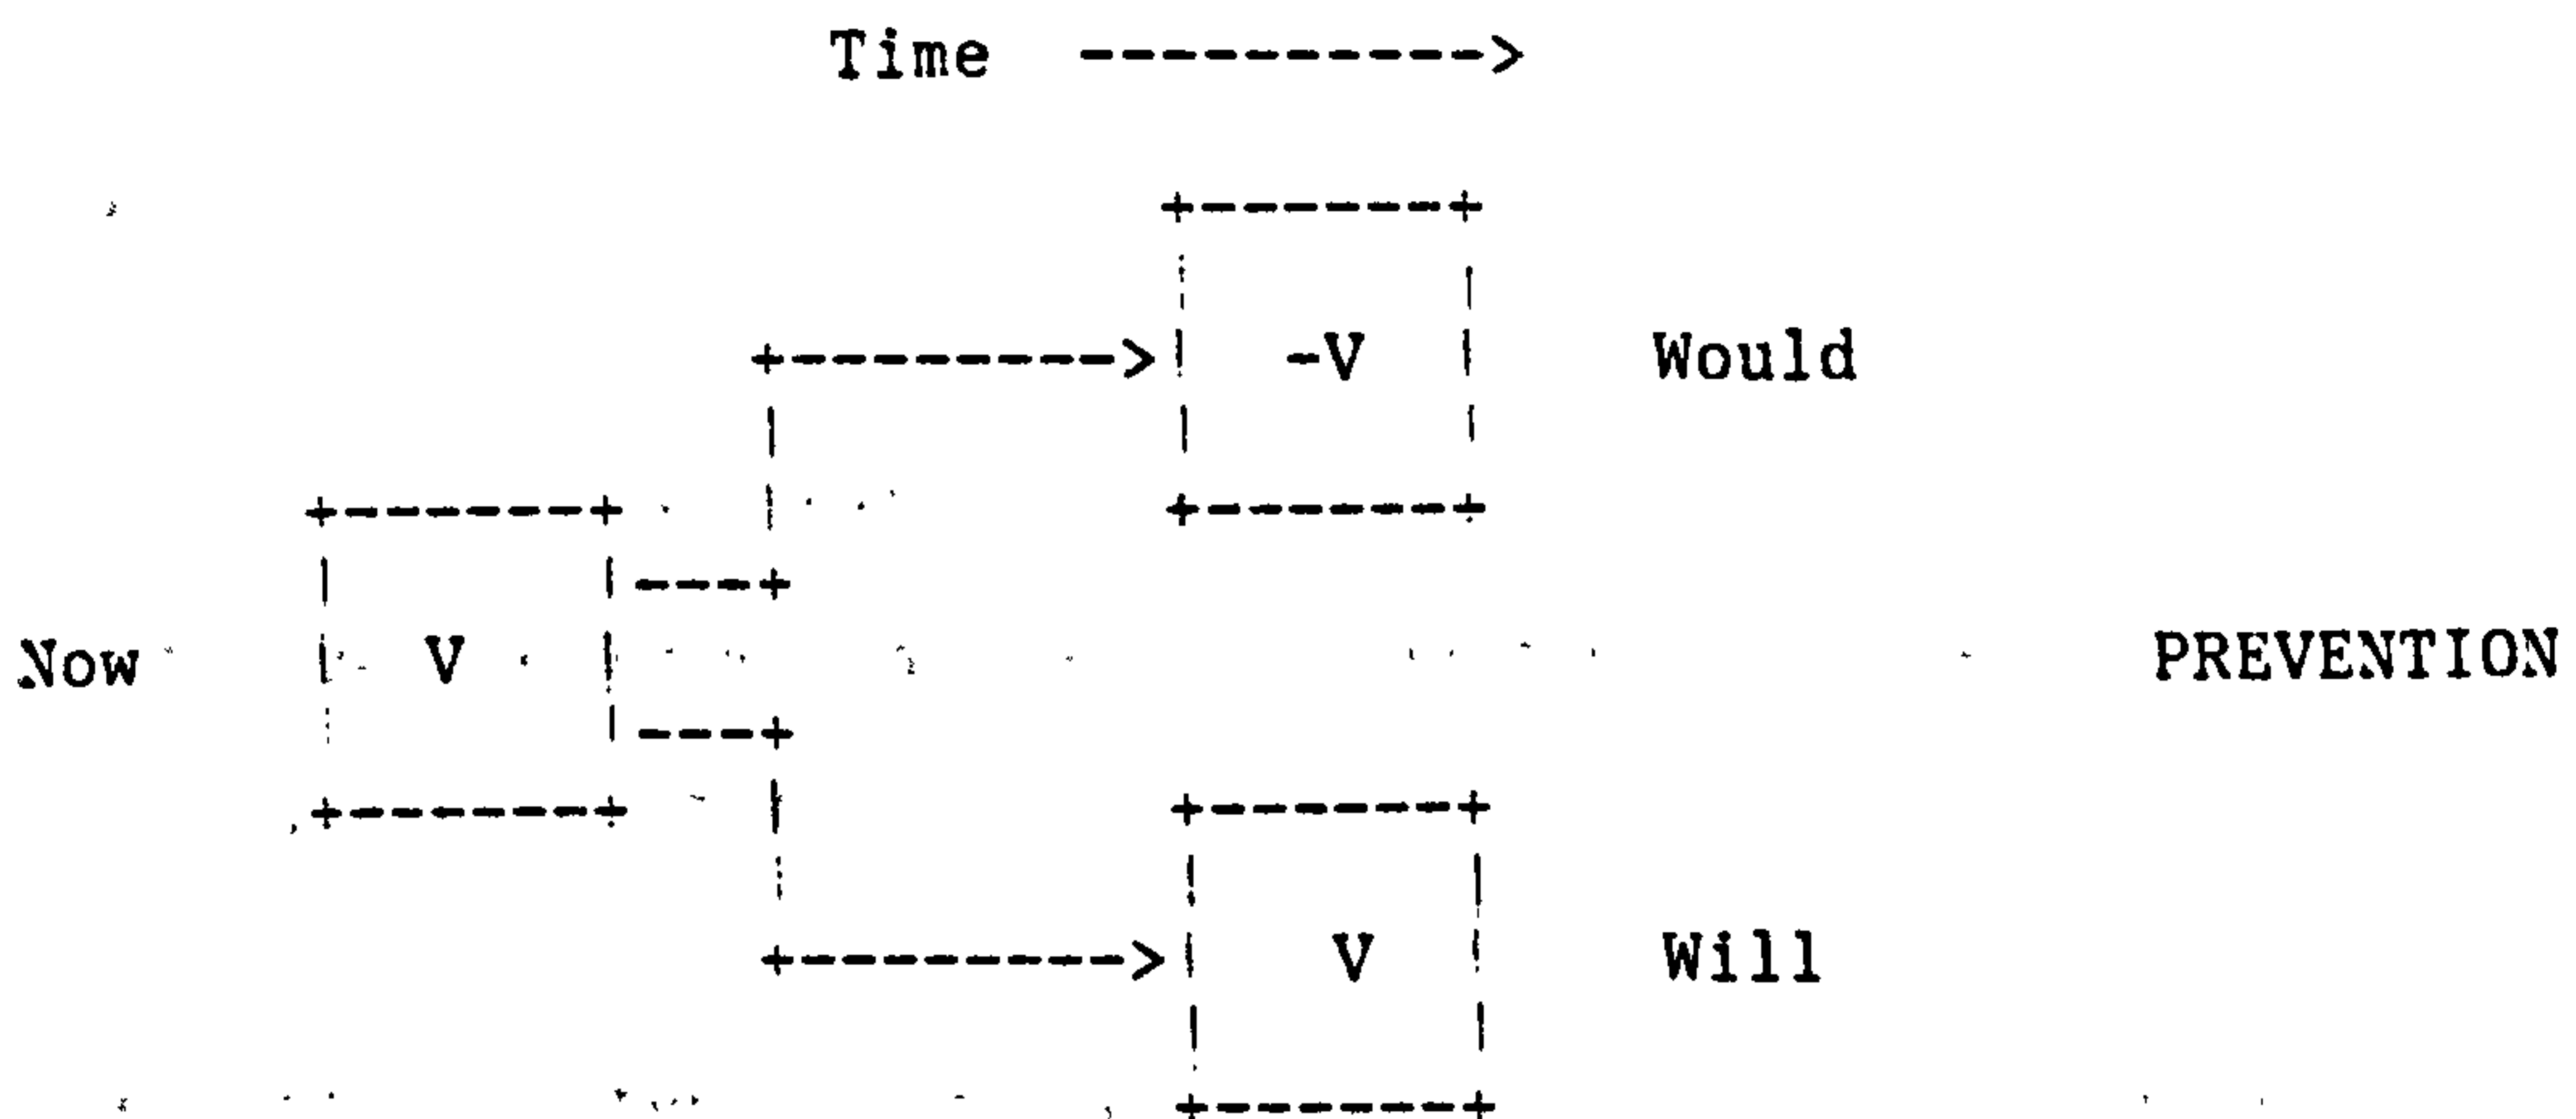 Time ---------->
-V Would
Now V PREVENTION
V Will